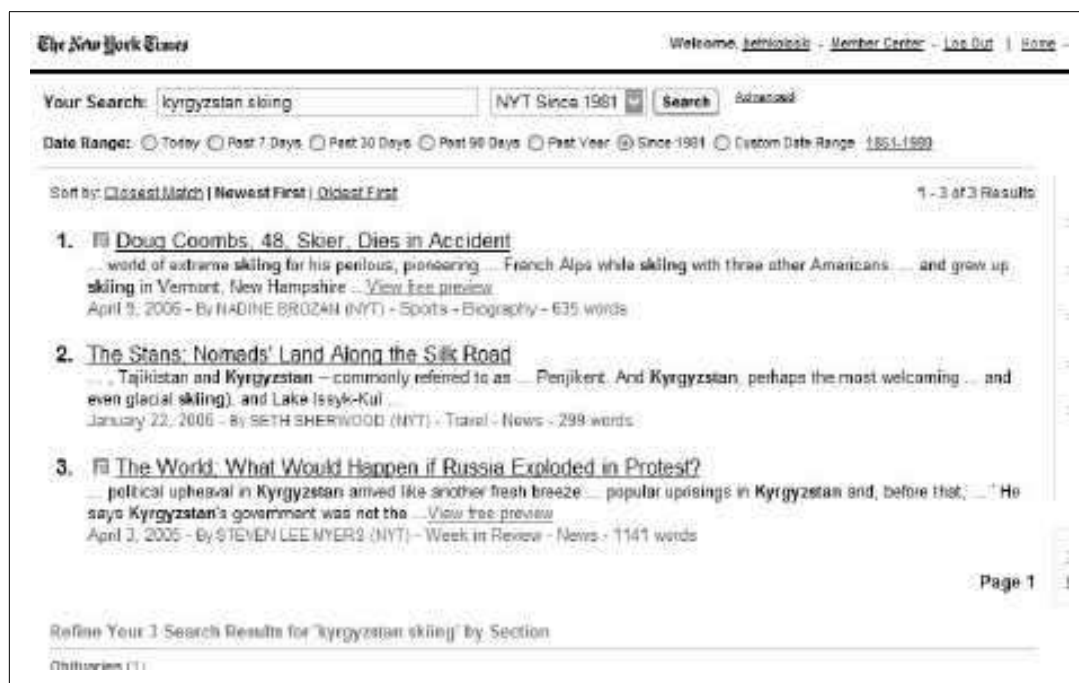 The New York Times
Welcome, - Member Center - Log Out | Home -
Your Search: kyrgyzstan skiing NYT Since 1981 Search Advanced
Date Range: Today Past 7 Days Past 30 Days Past 90 Days Past Year Since 1981 Custom Date Range 1851-1980
Sort by: Closest Match | Newest First | Oldest First 1 - 3 of 3 Results
1. Doug Coombs, 48, Skier, Dies in Accident
... world of extreme skiing for his perilous, pioneering ... French Alps while skiing with three other Americans. ... and grew up
skiing in Vermont, New Hampshire ... View free preview
April 9, 2006 - By NADINE BROZAN (NYT) - Sports - Biography - 635 words
2. The Stans: Nomads' Land Along the Silk Road
... , Tajikistan and Kyrgyzstan – commonly referred to as ... Penjikent. And Kyrgyzstan, perhaps the most welcoming ... and
even glacial skiing), and Lake Issyk-Kul ...
January 22, 2006 - By SETH SHERWOOD (NYT) - Travel - News - 299 words
3. The World; What Would Happen if Russia Exploded in Protest?
... political upheaval in Kyrgyzstan arrived like another fresh breeze ... popular uprisings in Kyrgyzstan and, before that, ... '' He
says Kyrgyzstan's government was not the ... View free preview
April 3, 2005 - By STEVEN LEE MYERS (NYT) - Week in Review - News - 1141 words
Page 1
Refine Your 3 Search Results for 'kyrgyzstan skiing' by Section
Obituaries (1)